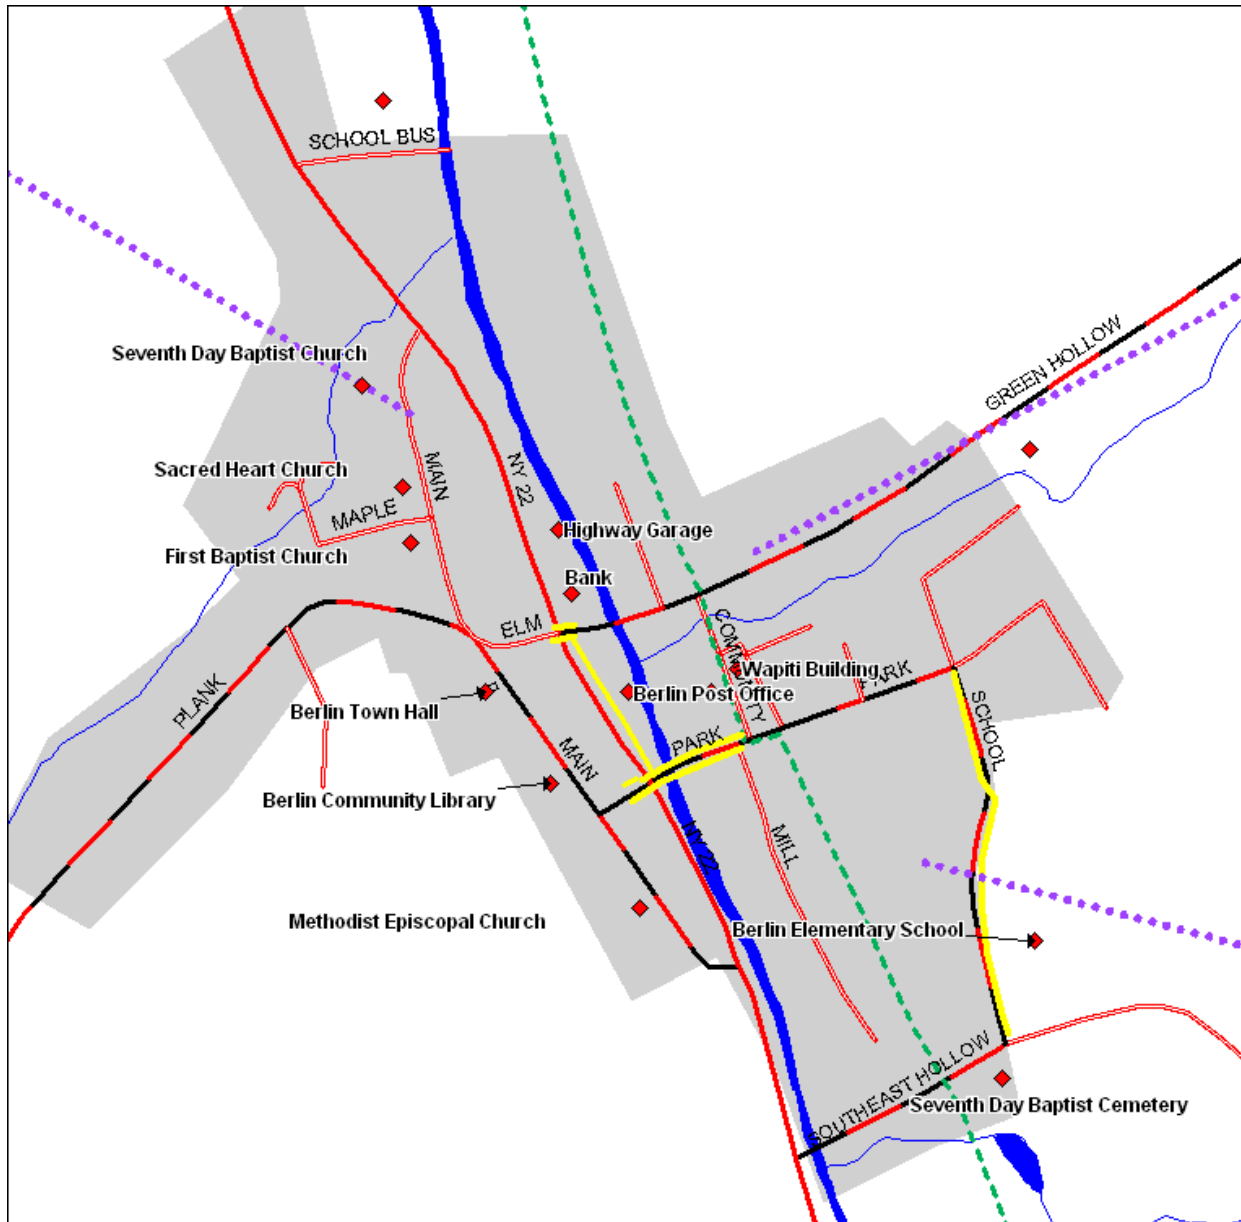 SCHOOL BUS
GREEN HOLLOW
Seventh Day Baptist Church
MAIN
NY 22
Sacred Heart Church
MAPLE
Highway Garage
First Baptist Church
Bank
ELM
COMMUNITY
Wapiti Building
PARK
PLANK
Berlin Town Hall
Berlin Post Office
SCHOOL
MAIN
PARK
Berlin Community Library
NY 22
MILL
Methodist Episcopal Church
Berlin Elementary School
SOUTHEAST HOLLOW
Seventh Day Baptist Cemetery